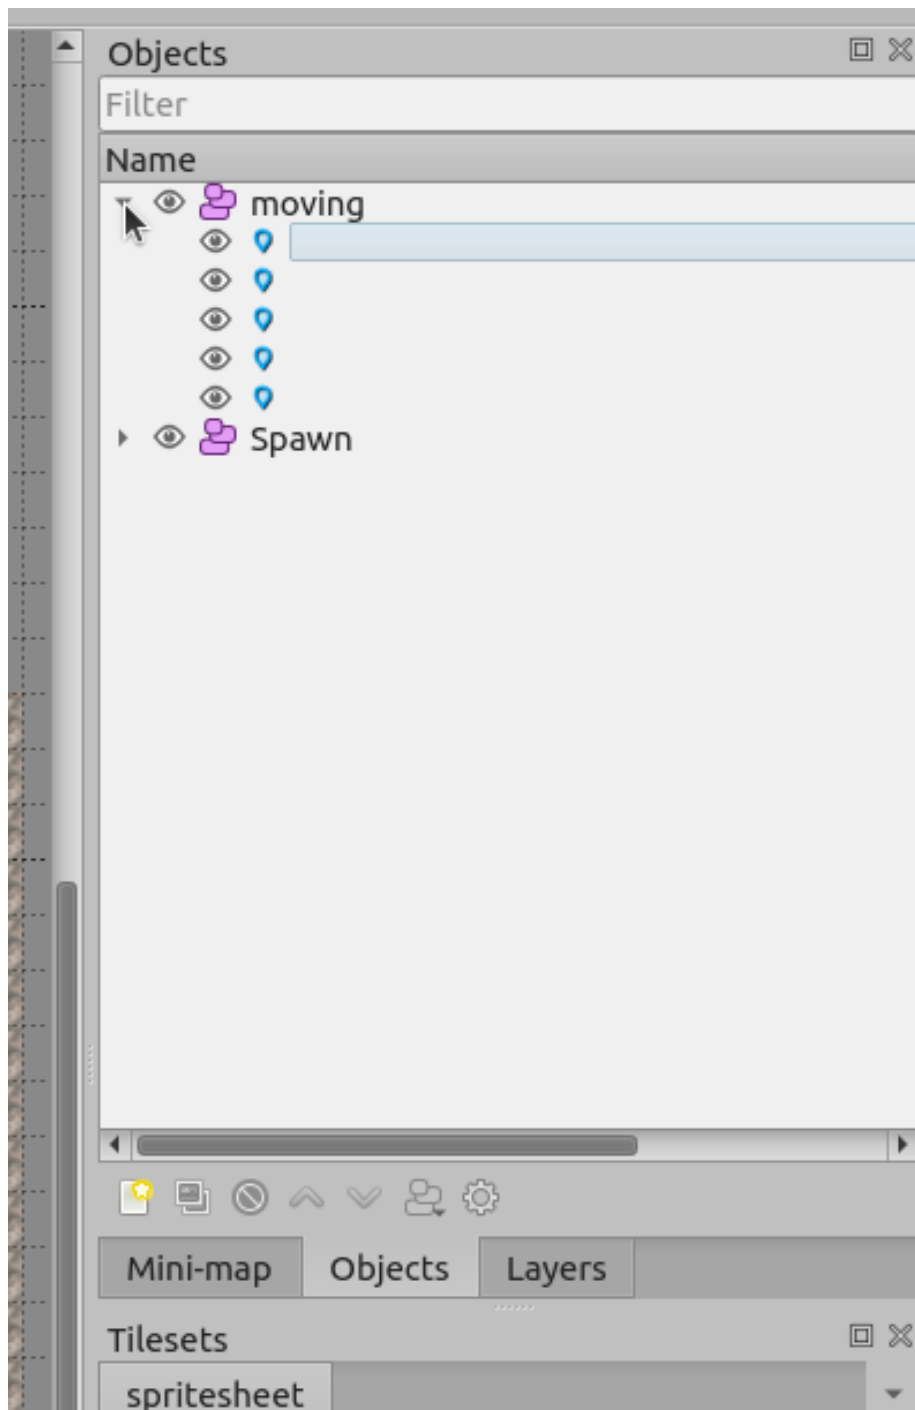 Objects
Filter
Name
moving
Spawn
Mini-map Objects Layers
Tilesets
spritesheet